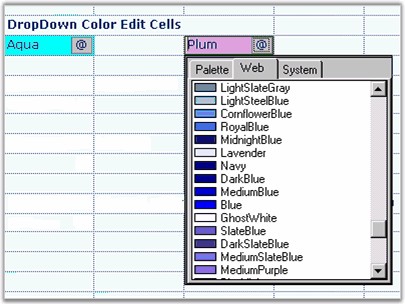 DropDown Color Edit Cells
Aqua @ Plum @
Palette Web System
LightSlateGray
LightSteelBlue
CornflowerBlue
RoyalBlue
MidnightBlue
Lavender
Navy
DarkBlue
MediumBlue
Blue
GhostWhite
SlateBlue
DarkSlateBlue
MediumSlateBlue
MediumPurple